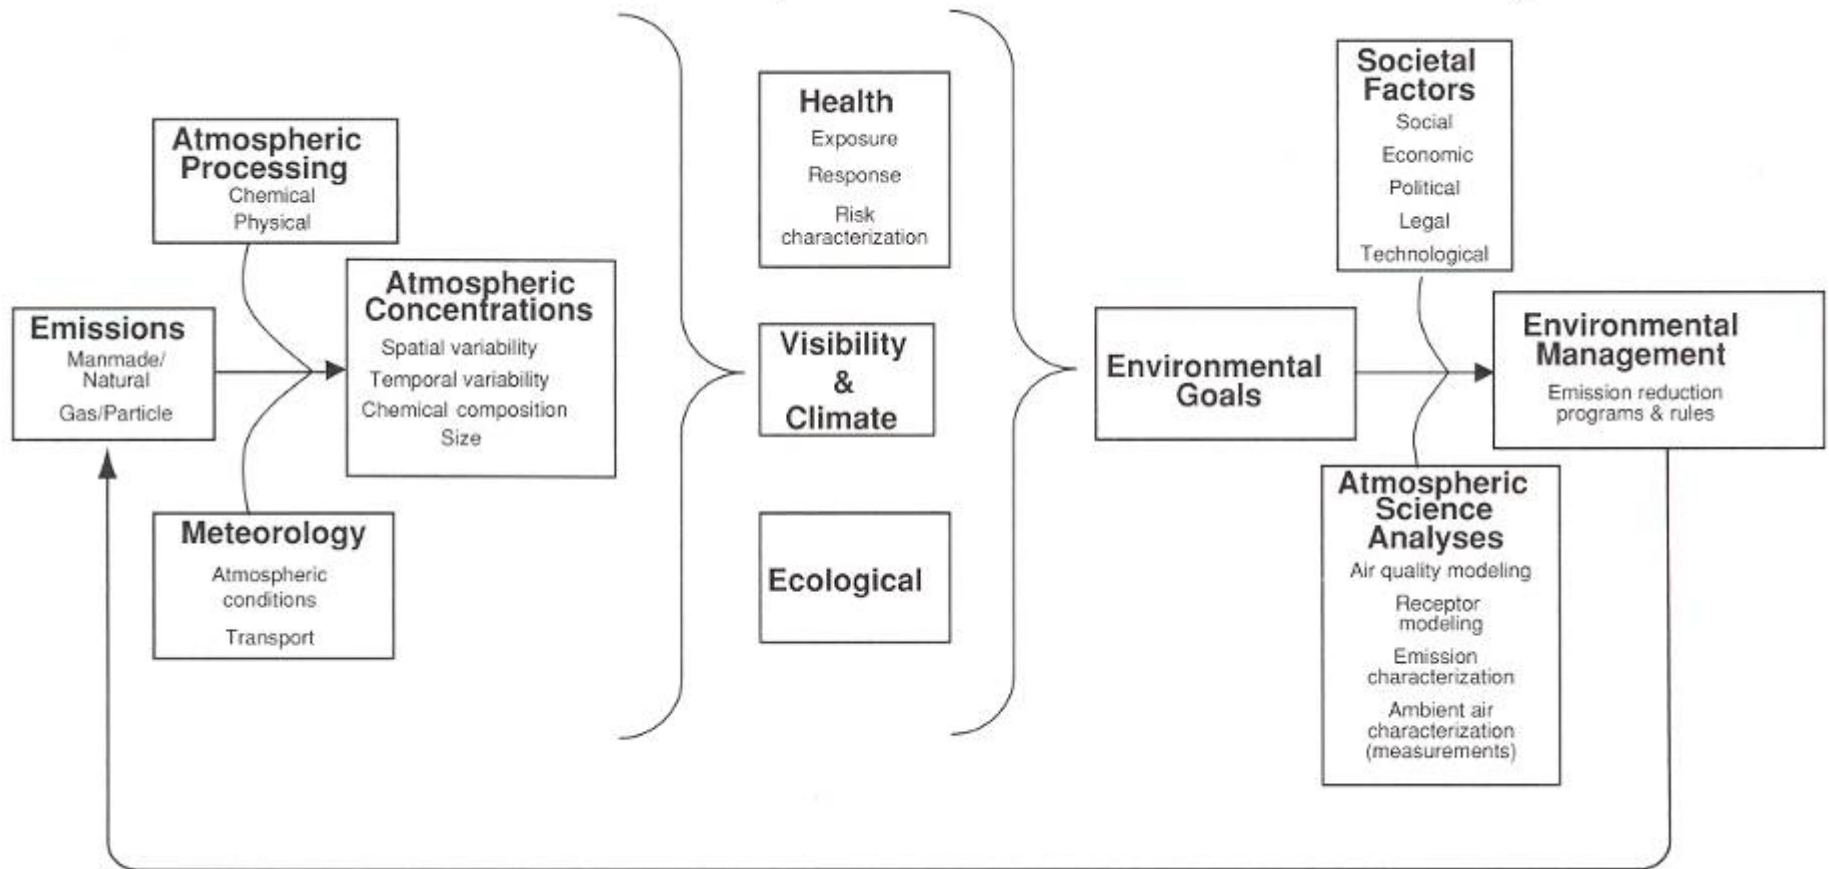 Emissions
Manmade/
Natural
Gas/Particle
Atmospheric
Processing
Chemical
Physical
Meteorology
Atmospheric
conditions
Transport
Atmospheric
Concentrations
Spatial variability
Temporal variability
Chemical composition
Size
Health
Exposure
Response
Risk
characterization
Visibility
&
Climate
Ecological
Environmental
Goals
Societal
Factors
Social
Economic
Political
Legal
Technological
Atmospheric
Science
Analyses
Air quality modeling
Receptor
modeling
Emission
characterization
Ambient air
characterization
(measurements)
Environmental
Management
Emission reduction
programs & rules